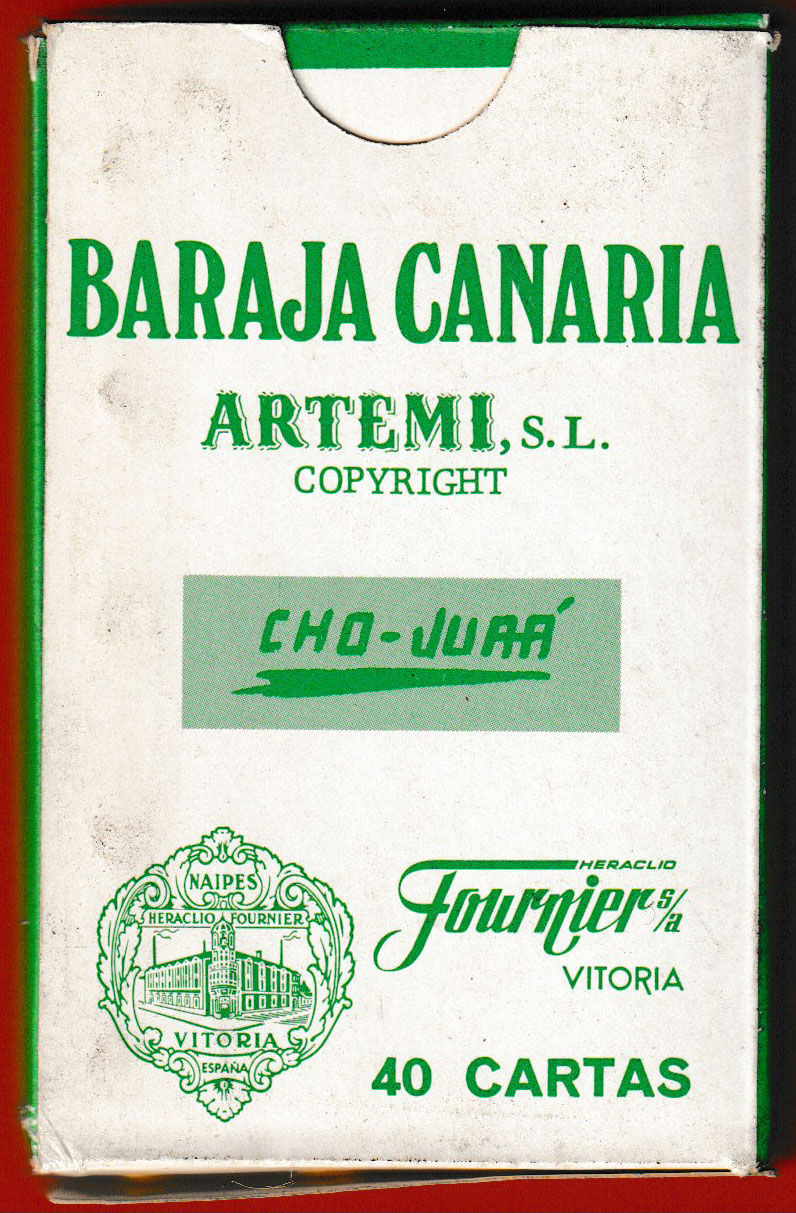 BARAJA CANARIA
ARTEMI, S.L.
COPYRIGHT
CHO-JUAÁ
NAIPES
HERACLIO FOURNIER
VITORIA
ESPAÑA
HERACLIO
Fournier s/a
VITORIA
40 CARTAS